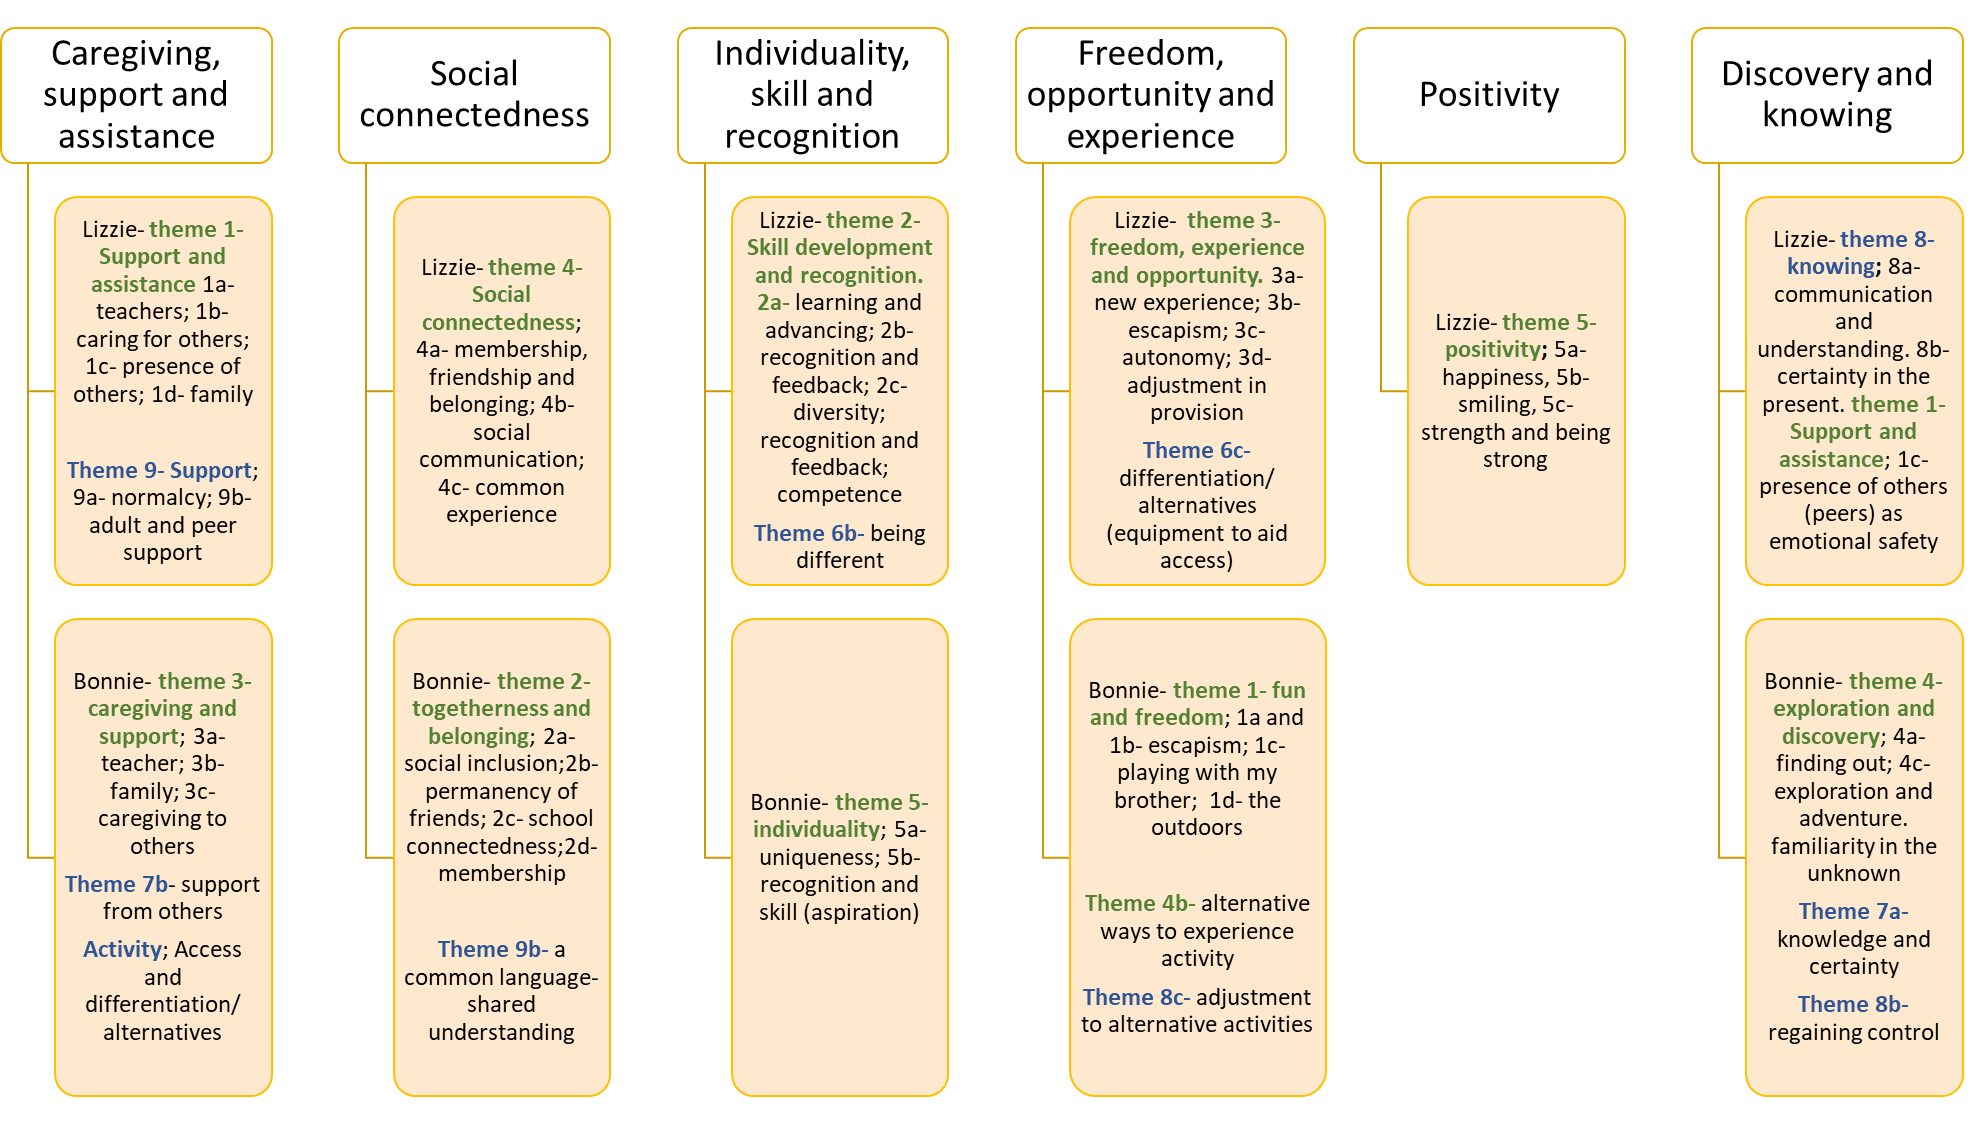 Caregiving,
support and
assistance
Lizzie- theme 1-
Support and
assistance 1a-
teachers; 1b-
caring for others;
1c- presence of
others; 1d- family
Theme 9- Support;
9a- normalcy; 9b-
adult and peer
support
Bonnie- theme 3-
caregiving and
support; 3a-
teacher; 3b-
family; 3c-
caregiving to
others
Theme 7b- support
from others
Activity; Access
and
differentiation/
alternatives
Social
connectedness
Lizzie- theme 4-
Social
connectedness;
4a- membership,
friendship and
belonging; 4b-
social
communication;
4c- common
experience
Bonnie- theme 2-
togetherness and
belonging; 2a-
social inclusion;2b-
permanency of
friends; 2c- school
connectedness;2d-
membership
Theme 9b- a
common language-
shared
understanding
Individuality,
skill and
recognition
Lizzie- theme 2-
Skill development
and recognition.
2a- learning and
advancing; 2b-
recognition and
feedback; 2c-
diversity;
recognition and
feedback;
competence
Theme 6b- being
different
Bonnie- theme 5-
individuality; 5a-
uniqueness; 5b-
recognition and
skill (aspiration)
Freedom,
opportunity and
experience
Lizzie- theme 3-
freedom, experience
and opportunity. 3a-
new experience; 3b-
escapism; 3c-
autonomy; 3d-
adjustment in
provision
Theme 6c-
differentiation/
alternatives
(equipment to aid
access)
Bonnie- theme 1- fun
and freedom; 1a and
1b- escapism; 1c-
playing with my
brother; 1d- the
outdoors
Theme 4b- alternative
ways to experience
activity
Theme 8c- adjustment
to alternative activities
Positivity
Lizzie- theme 5-
positivity; 5a-
happiness, 5b-
smiling, 5c-
strength and being
strong
Discovery and
knowing
Lizzie- theme 8-
knowing; 8a-
communication
and
understanding. 8b-
certainty in the
present. theme 1-
Support and
assistance; 1c-
presence of others
(peers) as
emotional safety
Bonnie- theme 4-
exploration and
discovery; 4a-
finding out; 4c-
exploration and
adventure.
familiarity in the
unknown
Theme 7a-
knowledge and
certainty
Theme 8b-
regaining control